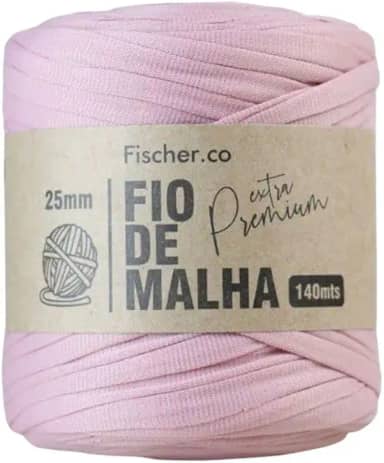 Fischer.co
25mm
FIO
DE
MALHA
extra
Premium
140mts